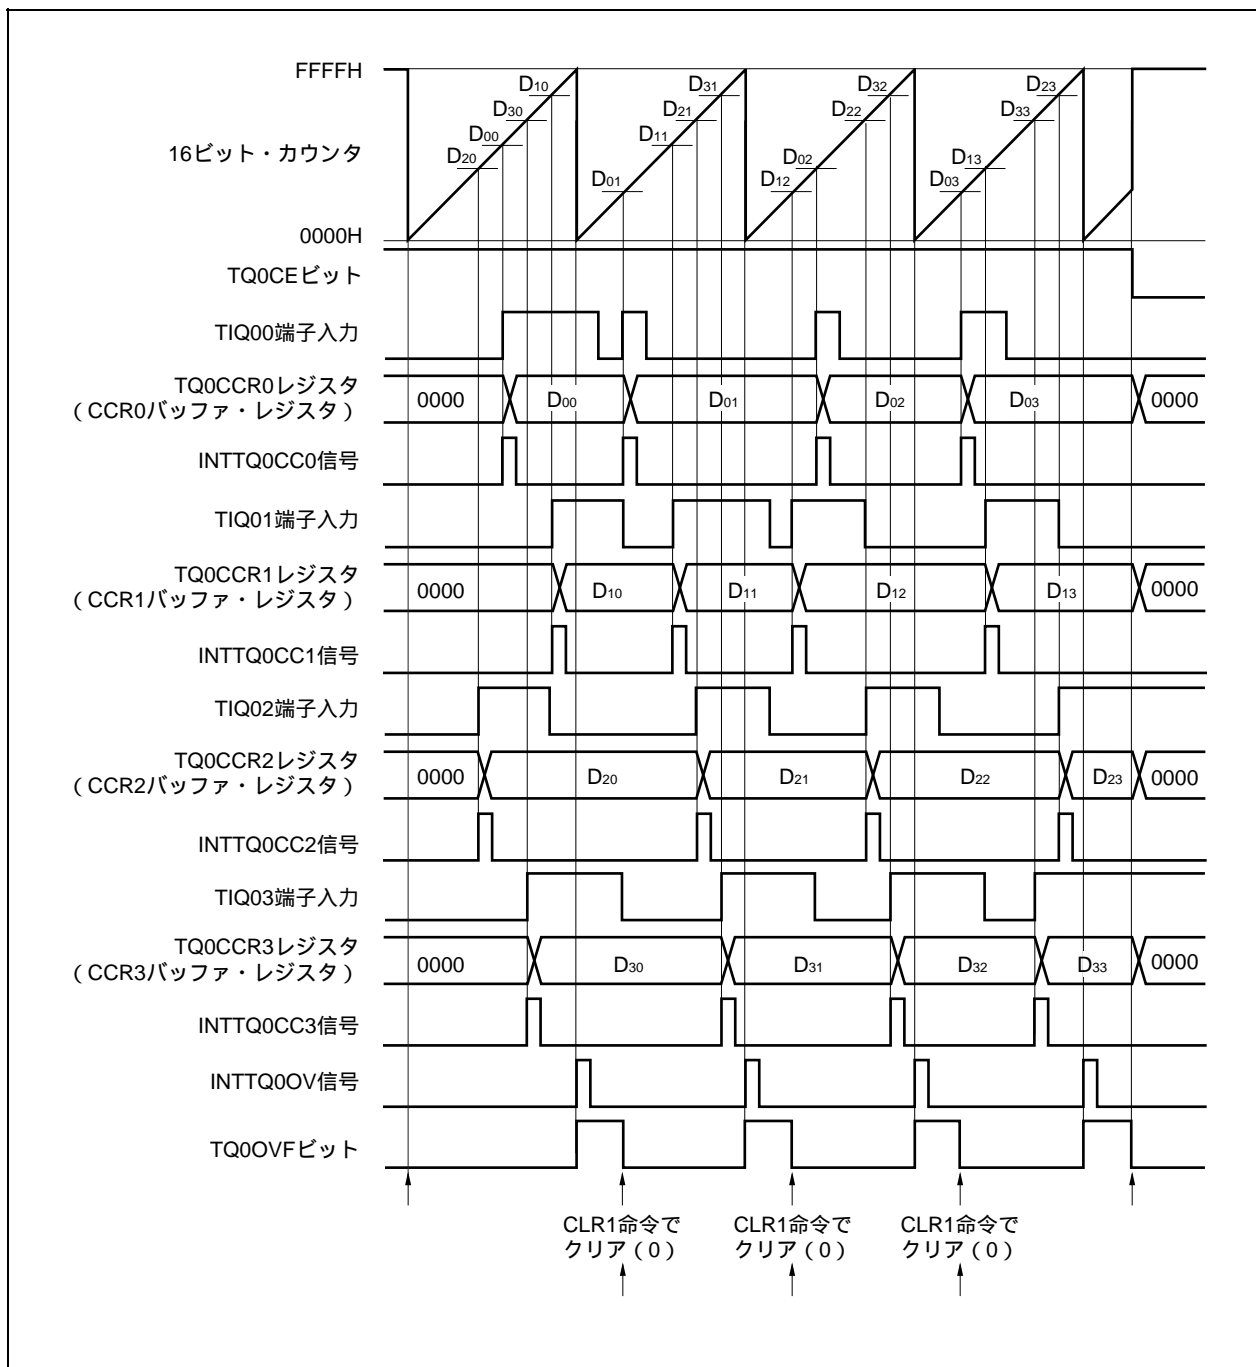 FFFFH
16ビット・カウンタ
0000H
D10
D30
D00
D20
D31
D21
D11
D01
D32
D22
D02
D12
D23
D33
D13
D03
TQ0CEビット
TIQ00端子入力
TQ0CCR0レジスタ
(CCR0バッファ・レジスタ)
0000 D00 D01 D02 D03 0000
INTTQ0CC0信号
TIQ01端子入力
TQ0CCR1レジスタ
(CCR1バッファ・レジスタ)
0000 D10 D11 D12 D13 0000
INTTQ0CC1信号
TIQ02端子入力
TQ0CCR2レジスタ
(CCR2バッファ・レジスタ)
0000 D20 D21 D22 D23 0000
INTTQ0CC2信号
TIQ03端子入力
TQ0CCR3レジスタ
(CCR3バッファ・レジスタ)
0000 D30 D31 D32 D33 0000
INTTQ0CC3信号
INTTQ0OV信号
TQ0OVFビット
CLR1命令で
クリア(0)
CLR1命令で
クリア(0)
CLR1命令で
クリア(0)